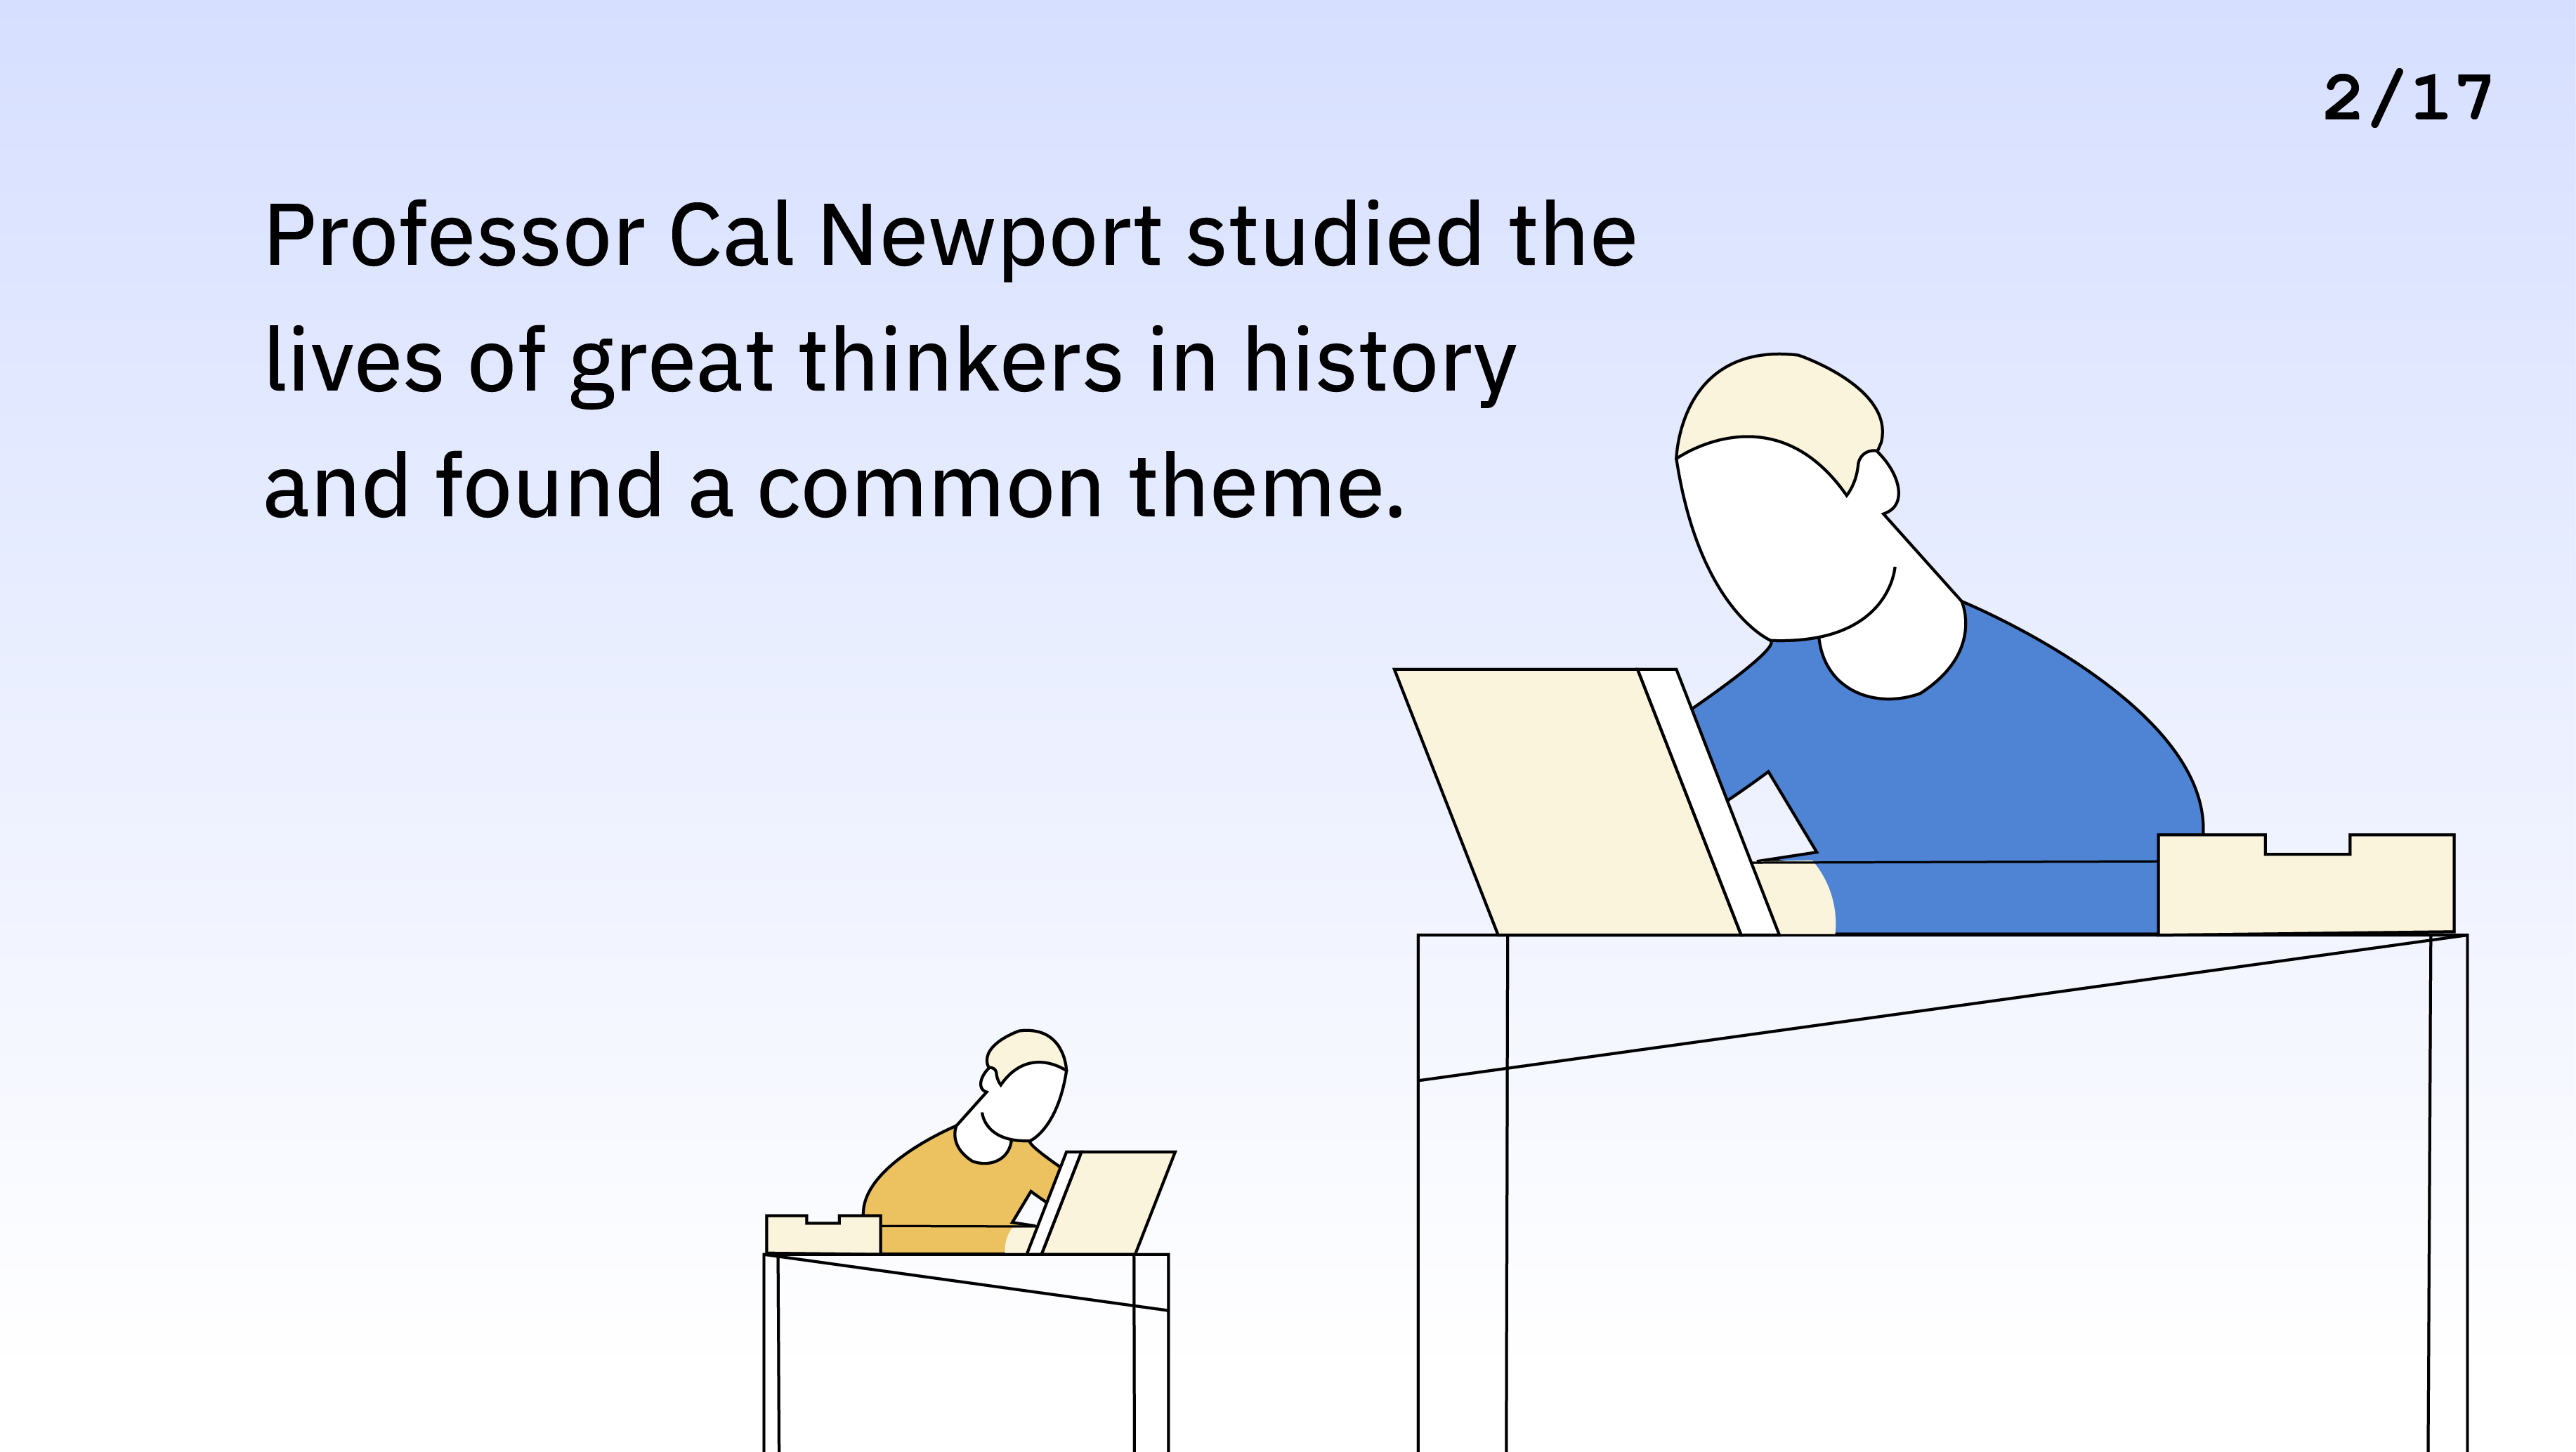 2/17
Professor Cal Newport studied the
lives of great thinkers in history
and found a common theme.